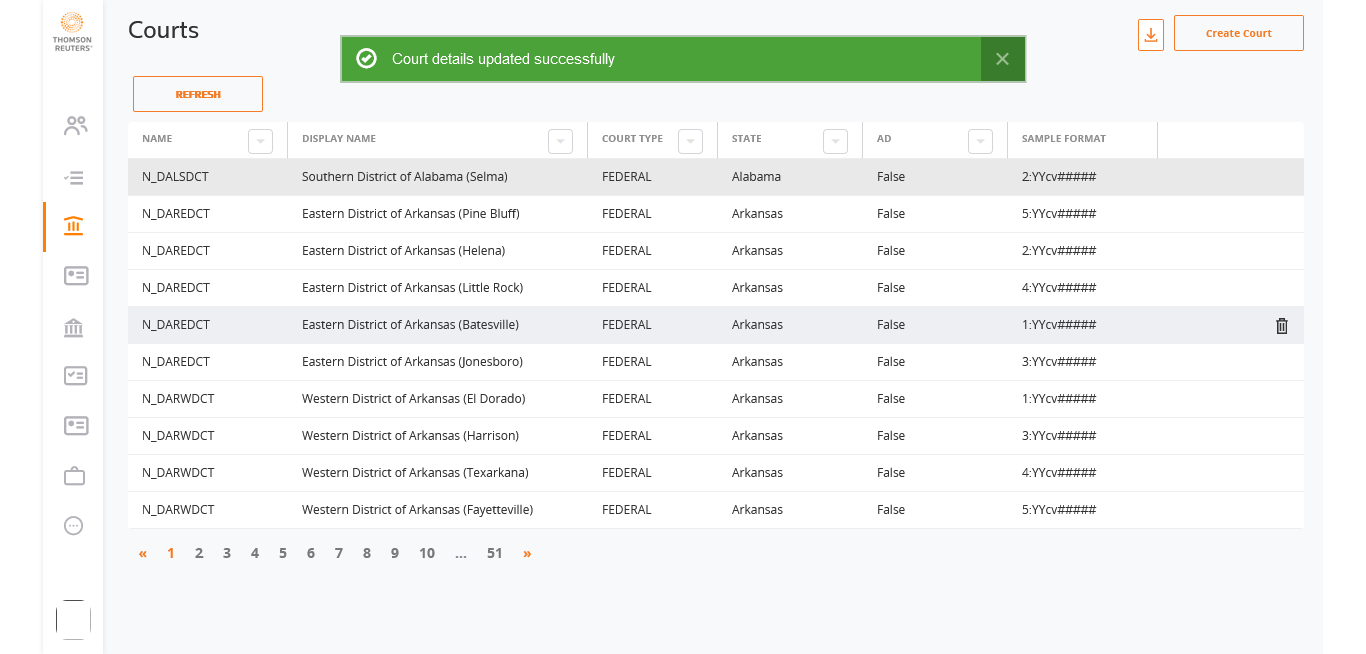 THOMSON
REUTERS®
Courts
Create Court
Court details updated successfully
REFRESH
NAME DISPLAY NAME COURT TYPE STATE AD SAMPLE FORMAT
N_DALSDCT Southern District of Alabama (Selma) FEDERAL Alabama False 2:YYcv#####
N_DAREDCT Eastern District of Arkansas (Pine Bluff) FEDERAL Arkansas False 5:YYcv#####
N_DAREDCT Eastern District of Arkansas (Helena) FEDERAL Arkansas False 2:YYcv#####
N_DAREDCT Eastern District of Arkansas (Little Rock) FEDERAL Arkansas False 4:YYcv#####
N_DAREDCT Eastern District of Arkansas (Batesville) FEDERAL Arkansas False 1:YYcv#####
N_DAREDCT Eastern District of Arkansas (Jonesboro) FEDERAL Arkansas False 3:YYcv#####
N_DARWDCT Western District of Arkansas (El Dorado) FEDERAL Arkansas False 1:YYcv#####
N_DARWDCT Western District of Arkansas (Harrison) FEDERAL Arkansas False 3:YYcv#####
N_DARWDCT Western District of Arkansas (Texarkana) FEDERAL Arkansas False 4:YYcv#####
N_DARWDCT Western District of Arkansas (Fayetteville) FEDERAL Arkansas False 5:YYcv#####
« 1 2 3 4 5 6 7 8 9 10 ... 51 »